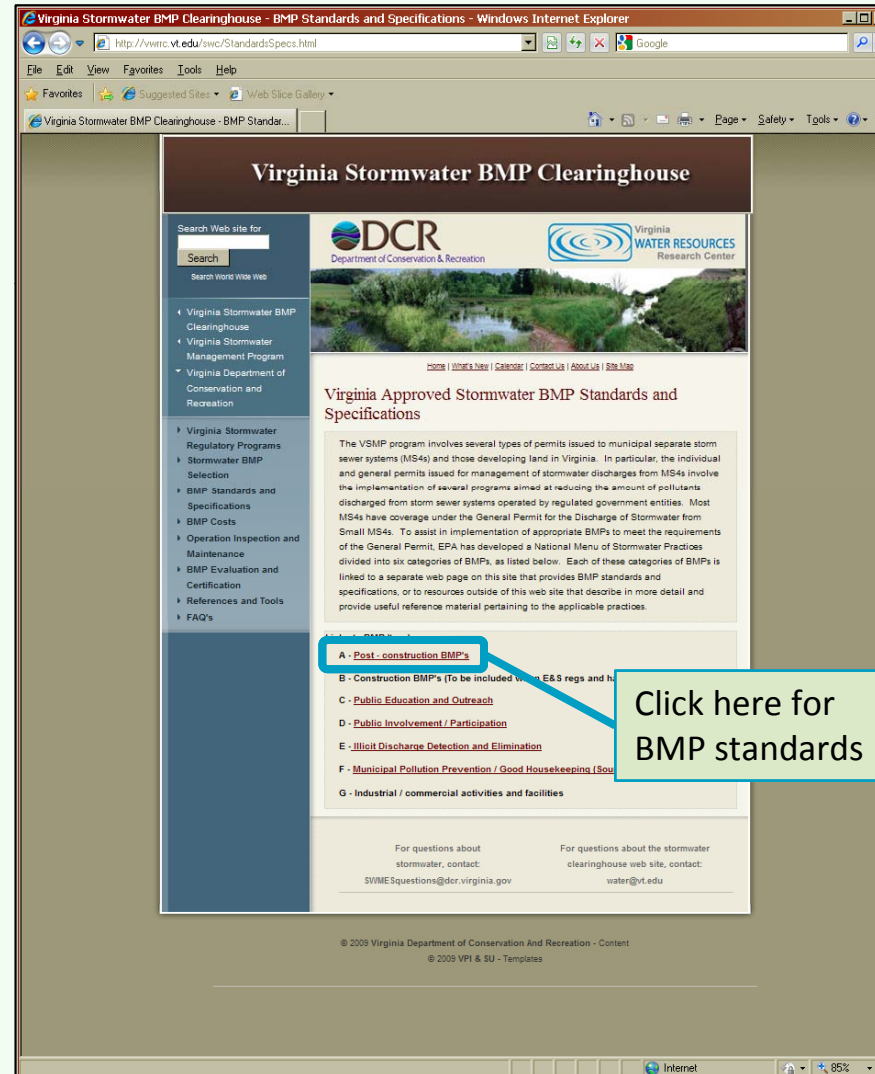 Virginia Stormwater BMP Clearinghouse - BMP Standards and Specifications - Windows Internet Explorer
http://vwrrc.vt.edu/swc/StandardsSpecs.html
Google
File Edit View Favorites Tools Help
Favorites Suggested Sites Web Slice Gallery
Virginia Stormwater BMP Clearinghouse - BMP Standar...
Page Safety Tools
Virginia Stormwater BMP Clearinghouse
Search Web site for
Search
Search World Wide Web
Virginia Stormwater BMP
Clearinghouse
Virginia Stormwater
Management Program
Virginia Department of
Conservation and
Recreation
Virginia Stormwater
Regulatory Programs
Stormwater BMP
Selection
BMP Standards and
Specifications
BMP Costs
Operation Inspection and
Maintenance
BMP Evaluation and
Certification
References and Tools
FAQ's
DCR
Department of Conservation & Recreation
Virginia
WATER RESOURCES
Research Center
Home | What's New | Calendar | Contact Us | About Us | Site Map
Virginia Approved Stormwater BMP Standards and
Specifications
The VSMP program involves several types of permits issued to municipal separate storm
sewer systems (MS4s) and those developing land in Virginia. In particular, the individual
and general permits issued for management of stormwater discharges from MS4s involve
the implementation of several programs aimed at reducing the amount of pollutants
discharged from storm sewer systems operated by regulated government entities. Most
MS4s have coverage under the General Permit for the Discharge of Stormwater from
Small MS4s. To assist in implementation of appropriate BMPs to meet the requirements
of the General Permit, EPA has developed a National Menu of Stormwater Practices
divided into six categories of BMPs, as listed below. Each of these categories of BMPs is
linked to a separate web page on this site that provides BMP standards and
specifications, or to resources outside of this web site that describe in more detail and
provide useful reference material pertaining to the applicable practices.
A - Post - construction BMP's
B - Construction BMP's (To be included when E&S regs and
C - Public Education and Outreach
D - Public Involvement / Participation
E - Illicit Discharge Detection and Elimination
F - Municipal Pollution Prevention / Good Housekeeping
G - Industrial / commercial activities and facilities
Click here for
BMP standards
For questions about
stormwater, contact:
SWMESquestions@dcr.virginia.gov
For questions about the stormwater
clearinghouse web site, contact:
water@vt.edu
© 2009 Virginia Department of Conservation And Recreation - Content
© 2009 VPI & SU - Templates
Internet
85%